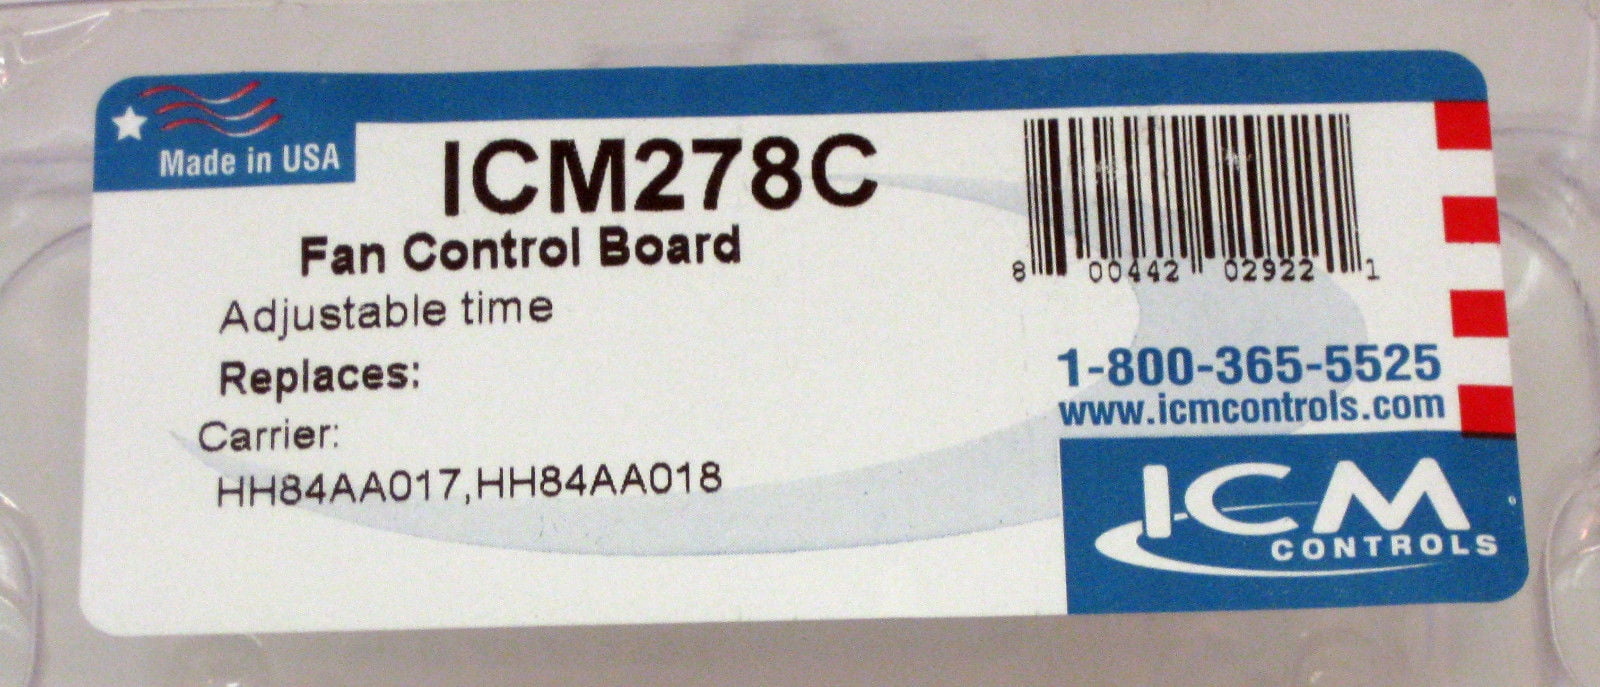 Made in USA
ICM278C
Fan Control Board
Adjustable time
Replaces:
Carrier:
HH84AA017,HH84AA018
8 00442 02922 1
1-800-365-5525
www.icmcontrols.com
ICM
CONTROLS